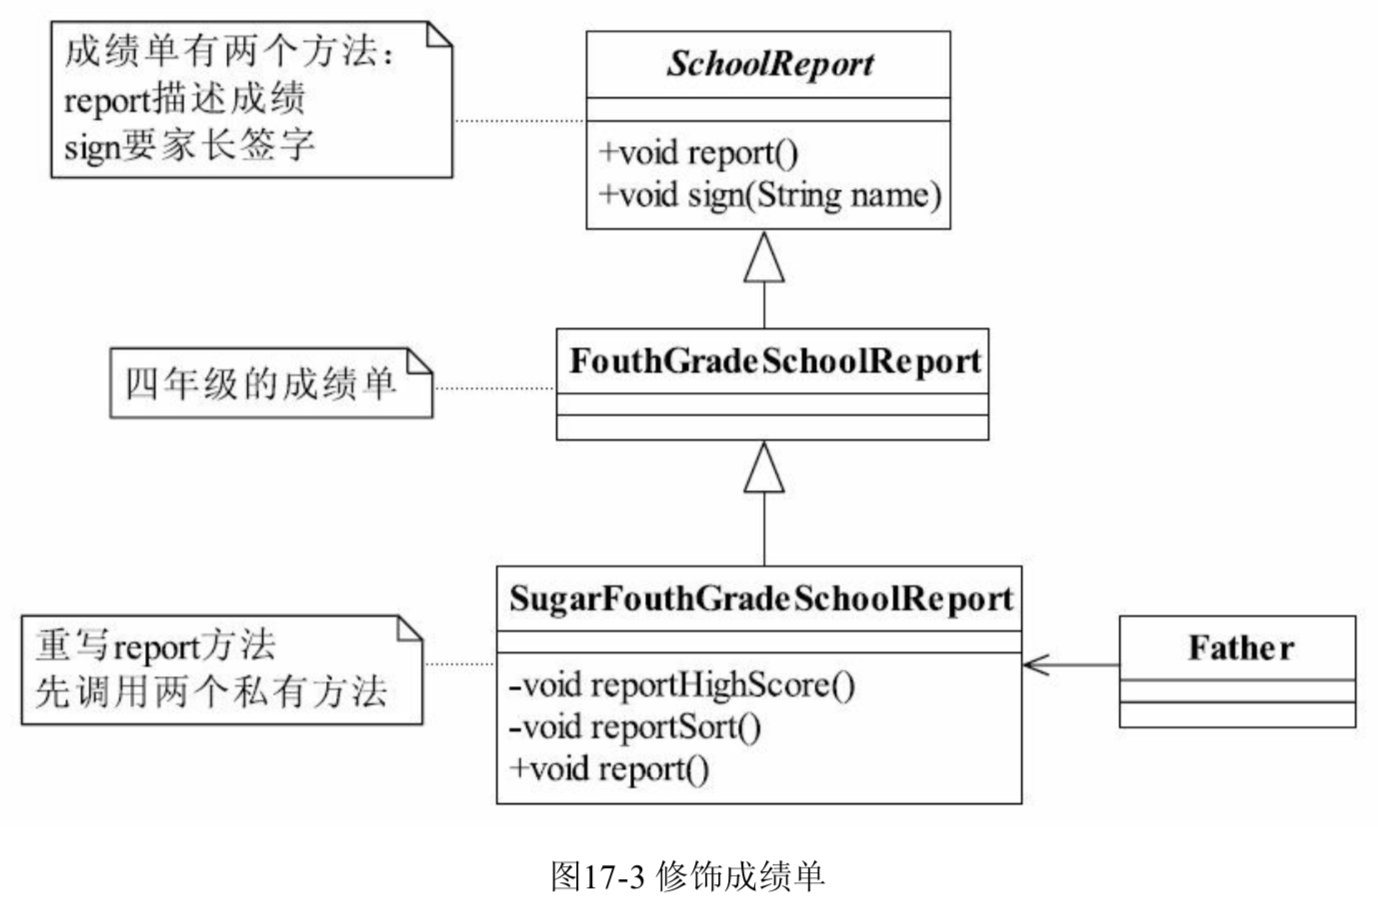 成绩单有两个方法：
report描述成绩
sign要家长签字
SchoolReport
+void report()
+void sign(String name)
四年级的成绩单
FouthGradeSchoolReport
重写report方法
先调用两个私有方法
SugarFouthGradeSchoolReport
-void reportHighScore()
-void reportSort()
+void report()
Father
图17-3 修饰成绩单